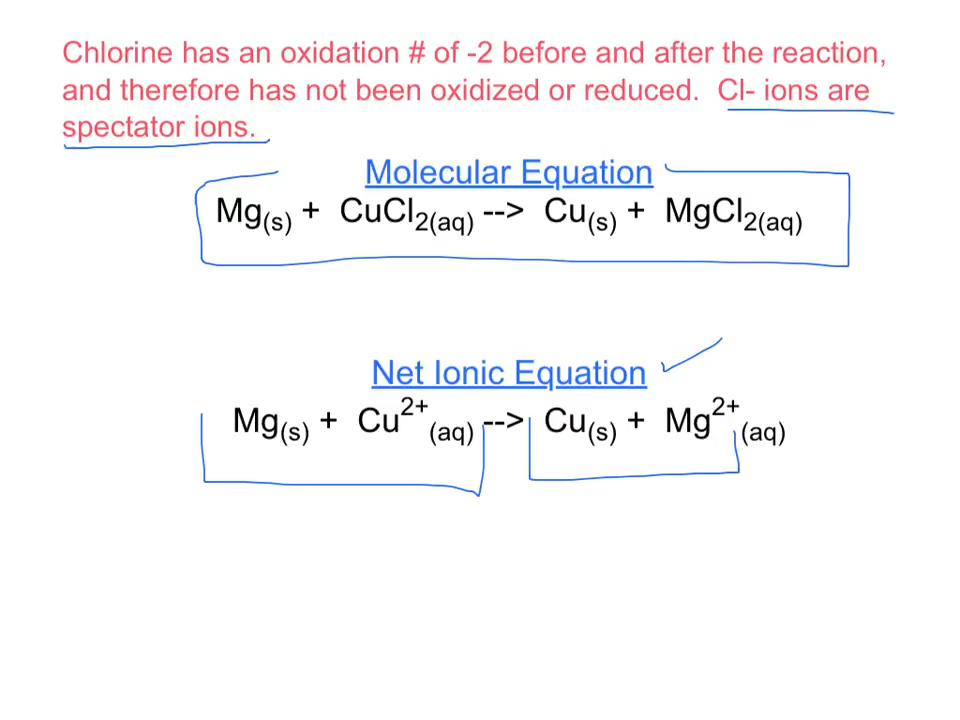 Chlorine has an oxidation # of -2 before and after the reaction,
and therefore has not been oxidized or reduced. Cl- ions are
spectator ions.
Molecular Equation
Mg(s) + CuCl2(aq) --> Cu(s) + MgCl2(aq)
Net Ionic Equation
Mg(s) + Cu2+(aq) --> Cu(s) + Mg2+(aq)